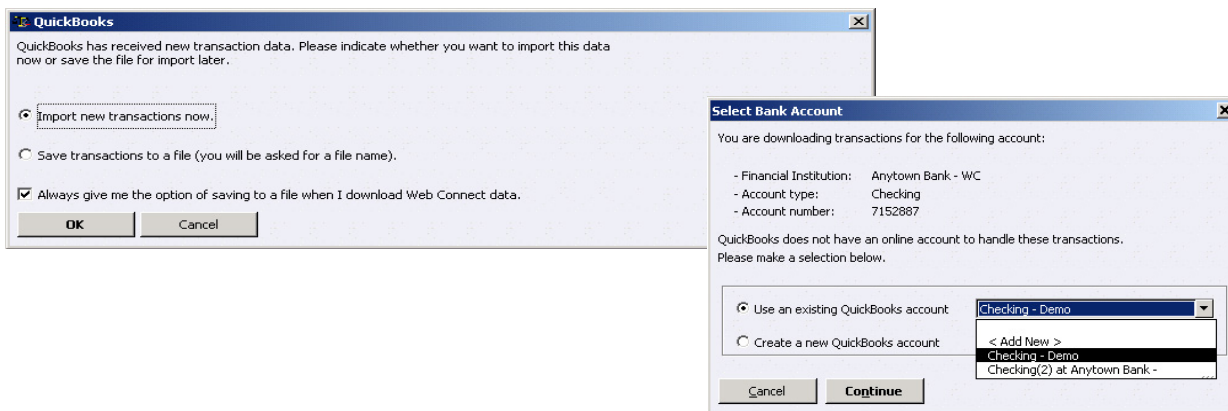 QuickBooks
QuickBooks has received new transaction data. Please indicate whether you want to import this data
now or save the file for import later.
Import new transactions now.
Save transactions to a file (you will be asked for a file name).
Always give me the option of saving to a file when I download Web Connect data.
OK Cancel
Select Bank Account
You are downloading transactions for the following account:
- Financial Institution: Anytown Bank - WC
- Account type: Checking
- Account number: 7152887
QuickBooks does not have an online account to handle these transactions.
Please make a selection below.
Use an existing QuickBooks account Checking - Demo
Create a new QuickBooks account
< Add New >
Checking - Demo
Checking(2) at Anytown Bank -
Cancel Continue